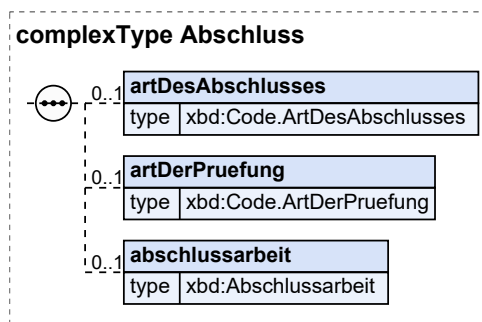 complexType Abschluss
0..1
artDesAbschlusses
type xbd:Code.ArtDesAbschlusses
0..1
artDerPruefung
type xbd:Code.ArtDerPruefung
0..1
abschlussarbeit
type xbd:Abschlussarbeit